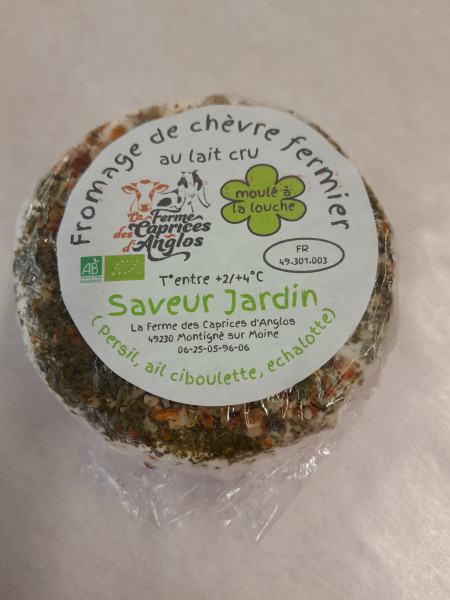 Fromage de chèvre fermier
au lait cru
La Ferme
des Caprices
d'Anglos
moulé à
la louche
FR
49.301.003
AB
T°entre +2/+4°C
Saveur Jardin
( Persil, ail ciboulette, echalotte)
La Ferme des Caprices d'Anglos
49230 Montigné sur Moine
06-25-05-96-06